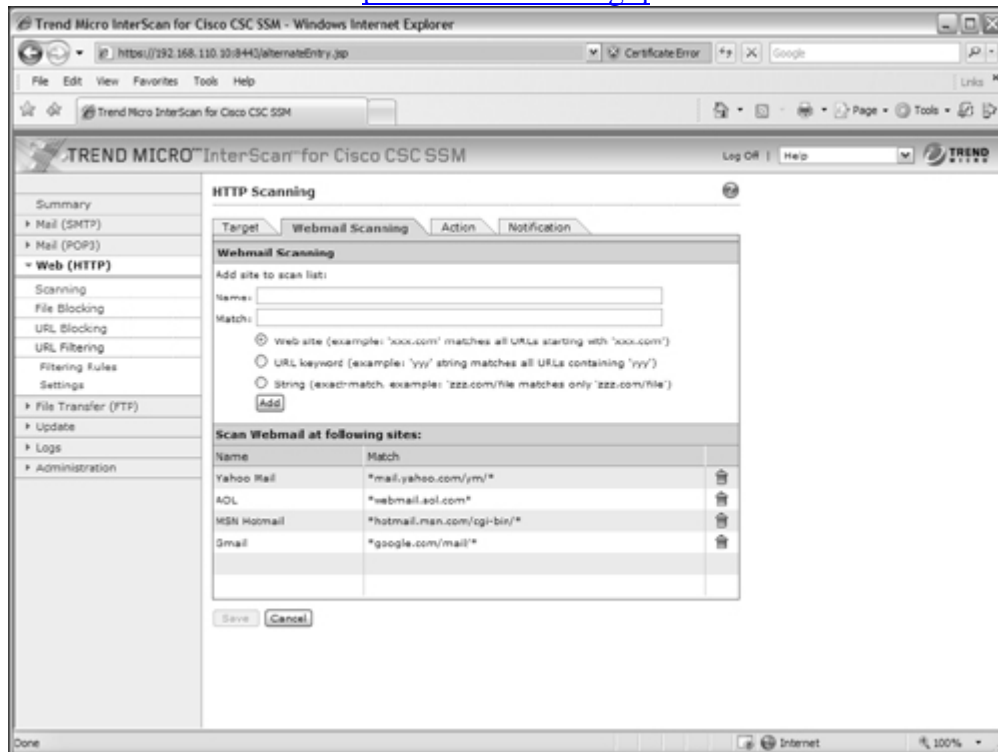 Trend Micro InterScan for Cisco CSC SSM - Windows Internet Explorer
https://192.168.110.10:8443/alternateEntry.jsp
Certificate Error
Google
File Edit View Favorites Tools Help
Links
Trend Micro InterScan for Cisco CSC SSM
Page
Tools
TREND MICRO™ InterScan™ for Cisco CSC SSM
Log Off | Help
TREND MICRO
Summary
Mail (SMTP)
Mail (POP3)
Web (HTTP)
Scanning
File Blocking
URL Blocking
URL Filtering
Filtering Rules
Settings
File Transfer (FTP)
Update
Logs
Administration
HTTP Scanning
Target
Webmail Scanning
Action
Notification
Webmail Scanning
Add site to scan list:
Name:
Match:
Web site (example: 'xxx.com' matches all URLs starting with 'xxx.com')
URL keyword (example: 'yyy' string matches all URLs containing 'yyy')
String (exact-match, example: 'zzz.com/file matches only 'zzz.com/file')
Add
Scan Webmail at following sites:
Name Match
Yahoo Mail *mail.yahoo.com/ym/*
AOL *webmail.aol.com*
MSN Hotmail *hotmail.msn.com/cgi-bin/*
Gmail *google.com/mail/*
Save Cancel
Done
Internet
100%